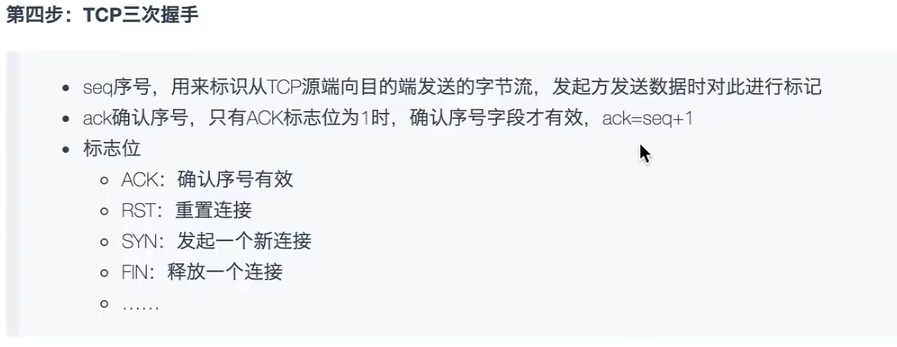 第四步：TCP三次握手
seq序号，用来标识从TCP源端向目的端发送的字节流，发起方发送数据时对此进行标记
ack确认序号，只有ACK标志位为1时，确认序号字段才有效，ack=seq+1
标志位
ACK：确认序号有效
RST：重置连接
SYN：发起一个新连接
FIN：释放一个连接
……